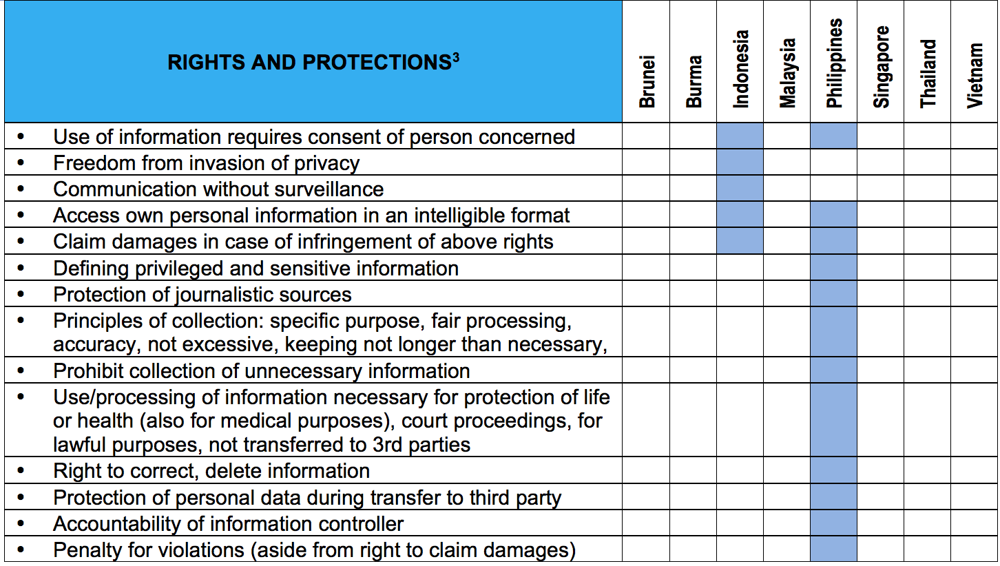 RIGHTS AND PROTECTIONS³
Brunei
Burma
Indonesia
Malaysia
Philippines
Singapore
Thailand
Vietnam
• Use of information requires consent of person concerned
• Freedom from invasion of privacy
• Communication without surveillance
• Access own personal information in an intelligible format
• Claim damages in case of infringement of above rights
• Defining privileged and sensitive information
• Protection of journalistic sources
• Principles of collection: specific purpose, fair processing,
accuracy, not excessive, keeping not longer than necessary,
• Prohibit collection of unnecessary information
• Use/processing of information necessary for protection of life
or health (also for medical purposes), court proceedings, for
lawful purposes, not transferred to 3rd parties
• Right to correct, delete information
• Protection of personal data during transfer to third party
• Accountability of information controller
• Penalty for violations (aside from right to claim damages)